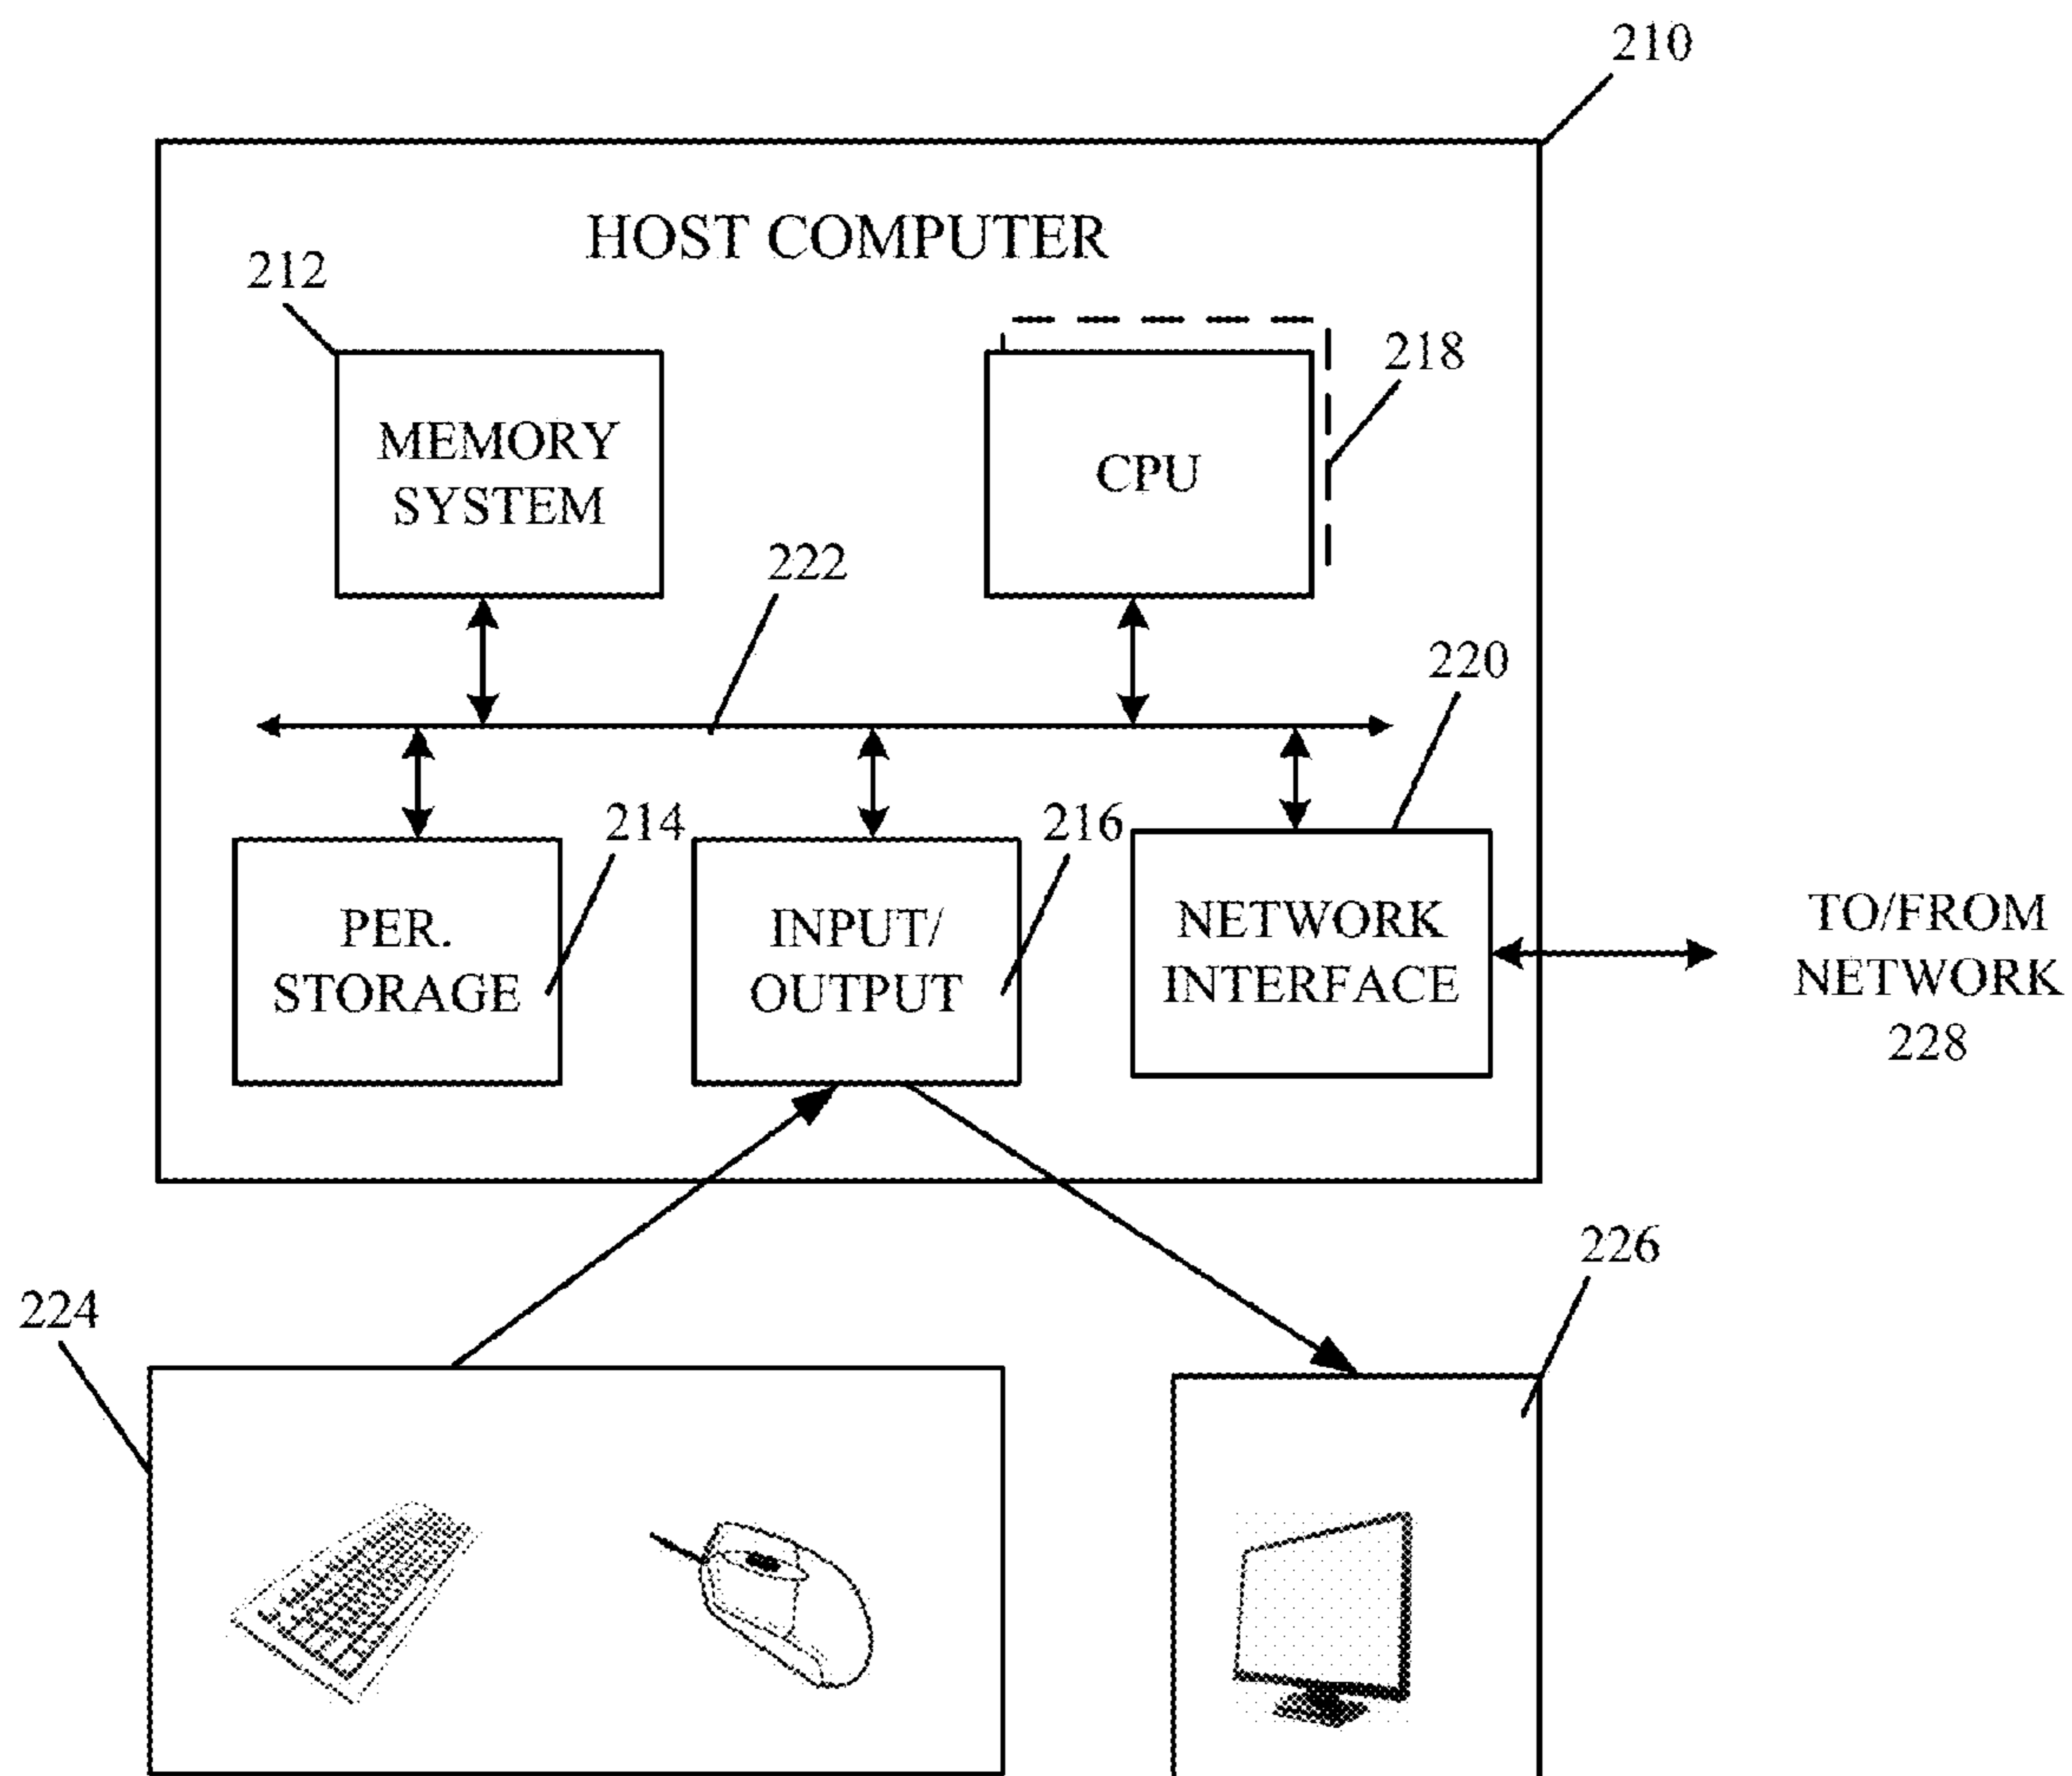 210
HOST COMPUTER
212
218
MEMORY
SYSTEM
CPU
222
220
214
216
PER.
STORAGE
INPUT/
OUTPUT
NETWORK
INTERFACE
TO/FROM
NETWORK
228
226
224